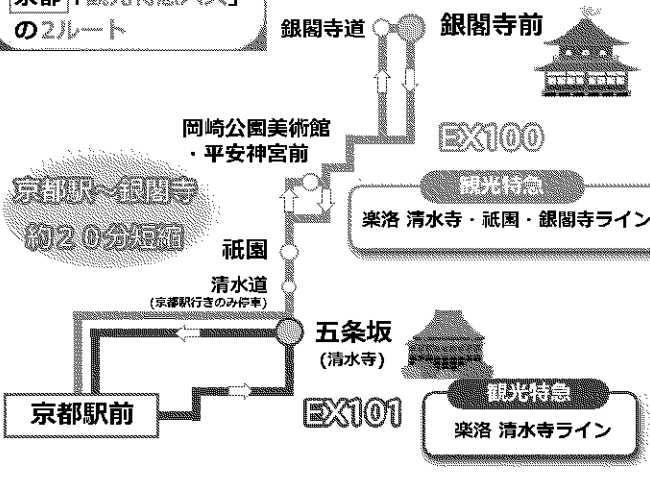 京都「観光特急バス」
の2ルート
銀閣寺道
銀閣寺前
岡崎公園美術館
・平安神宮前
EX100
京都駅～銀閣寺
約20分短縮
観光特急
楽洛 清水寺・祇園・銀閣寺ライン
祇園
清水道
(京都駅行きのみ停車)
五条坂
(清水寺)
京都駅前
EX101
観光特急
楽洛 清水寺ライン